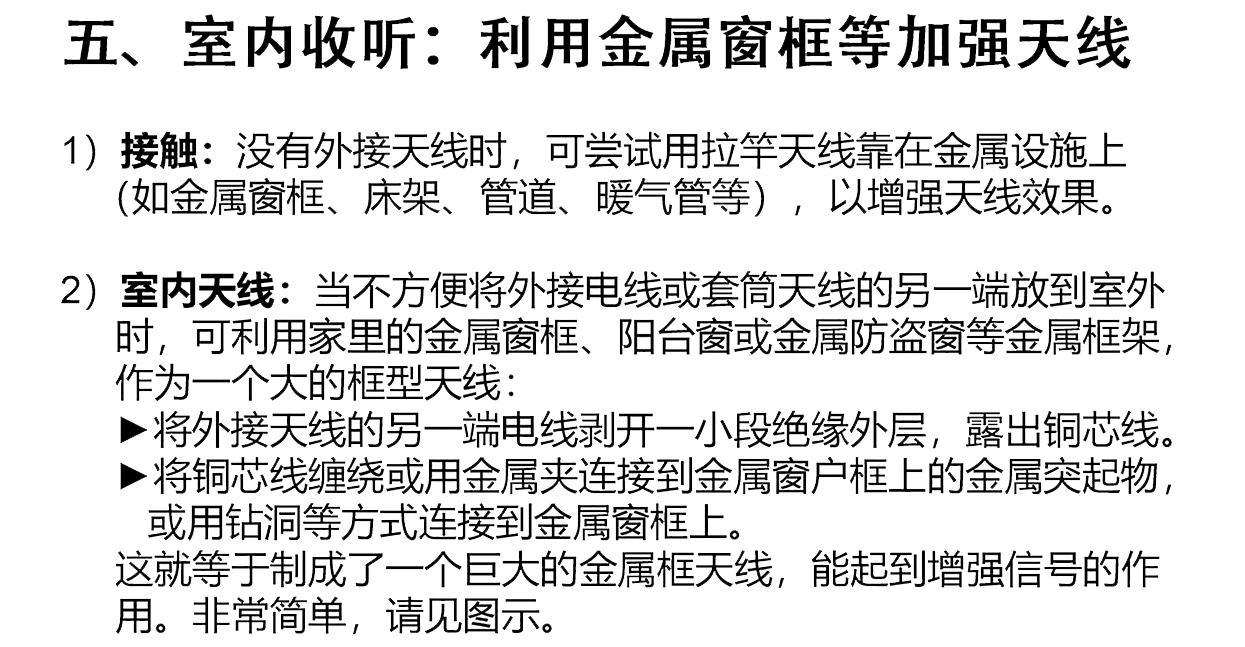 五、室内收听：利用金属窗框等加强天线
1）接触：没有外接天线时，可尝试用拉竿天线靠在金属设施上
（如金属窗框、床架、管道、暖气管等），以增强天线效果。
2）室内天线：当不方便将外接电线或套筒天线的另一端放到室外
时，可利用家里的金属窗框、阳台窗或金属防盗窗等金属框架，
作为一个大的框型天线：
►将外接天线的另一端电线剥开一小段绝缘外层，露出铜芯线。
►将铜芯线缠绕或用金属夹连接到金属窗户框上的金属突起物，
或用钻洞等方式连接到金属窗框上。
这就等于制成了一个巨大的金属框天线，能起到增强信号的作
用。非常简单，请见图示。